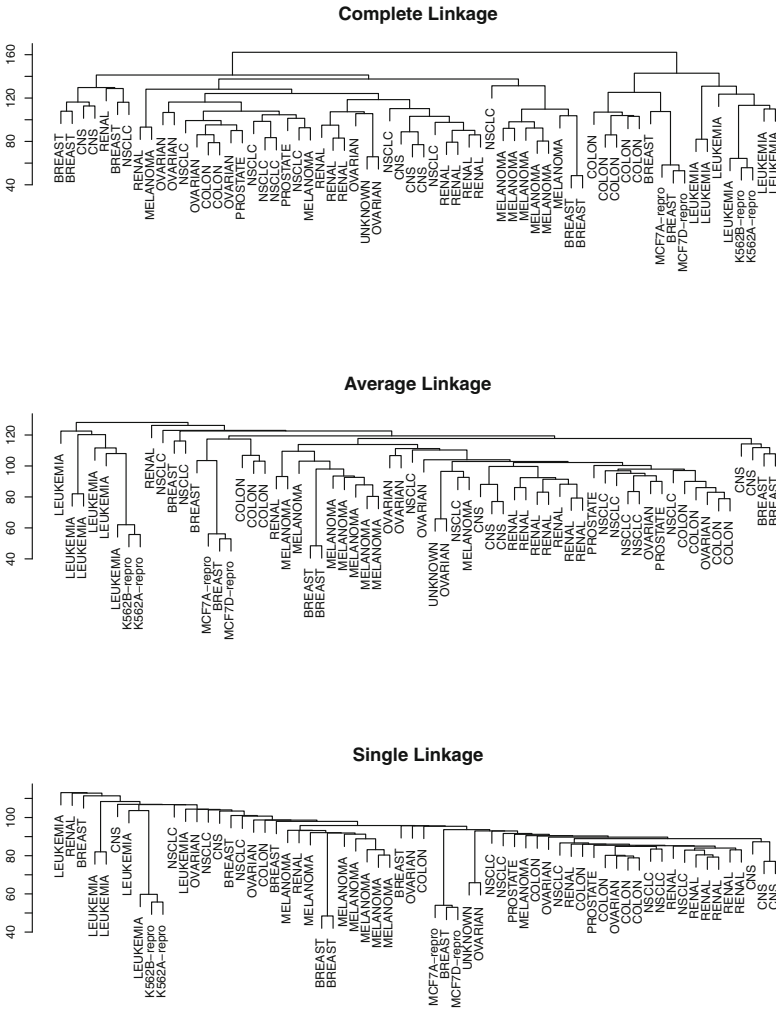 Complete Linkage
160
120
80
40
BREAST
BREAST
CNS
CNS
RENAL
BREAST
NSCLC
RENAL
MELANOMA
OVARIAN
OVARIAN
NSCLC
OVARIAN
COLON
COLON
OVARIAN
PROSTATE
NSCLC
NSCLC
NSCLC
PROSTATE
NSCLC
MELANOMA
RENAL
RENAL
RENAL
OVARIAN
UNKNOWN
OVARIAN
NSCLC
CNS
CNS
CNS
NSCLC
RENAL
RENAL
RENAL
RENAL
NSCLC
MELANOMA
MELANOMA
MELANOMA
MELANOMA
MELANOMA
MELANOMA
BREAST
BREAST
COLON
COLON
COLON
COLON
COLON
BREAST
MCF7A-repro
BREAST
MCF7D-repro
LEUKEMIA
LEUKEMIA
LEUKEMIA
LEUKEMIA
K562B-repro
K562A-repro
LEUKEMIA
LEUKEMIA
Average Linkage
120
100
80
60
40
LEUKEMIA
LEUKEMIA
LEUKEMIA
LEUKEMIA
LEUKEMIA
LEUKEMIA
K562B-repro
K562A-repro
RENAL
NSCLC
BREAST
NSCLC
BREAST
MCF7A-repro
BREAST
MCF7D-repro
COLON
COLON
COLON
RENAL
MELANOMA
MELANOMA
BREAST
BREAST
MELANOMA
MELANOMA
MELANOMA
MELANOMA
MELANOMA
OVARIAN
OVARIAN
NSCLC
OVARIAN
UNKNOWN
OVARIAN
NSCLC
MELANOMA
CNS
CNS
CNS
RENAL
RENAL
RENAL
RENAL
RENAL
RENAL
RENAL
PROSTATE
NSCLC
NSCLC
NSCLC
NSCLC
OVARIAN
PROSTATE
NSCLC
COLON
COLON
OVARIAN
COLON
COLON
CNS
CNS
BREAST
BREAST
Single Linkage
100
80
60
40
LEUKEMIA
RENAL
BREAST
LEUKEMIA
LEUKEMIA
CNS
LEUKEMIA
LEUKEMIA
K562B-repro
K562A-repro
NSCLC
LEUKEMIA
OVARIAN
NSCLC
CNS
BREAST
NSCLC
OVARIAN
COLON
BREAST
MELANOMA
RENAL
MELANOMA
BREAST
BREAST
MELANOMA
MELANOMA
MELANOMA
MELANOMA
MELANOMA
BREAST
OVARIAN
COLON
MCF7A-repro
BREAST
MCF7D-repro
UNKNOWN
OVARIAN
NSCLC
NSCLC
PROSTATE
MELANOMA
COLON
OVARIAN
NSCLC
RENAL
COLON
PROSTATE
COLON
OVARIAN
COLON
COLON
NSCLC
NSCLC
RENAL
NSCLC
RENAL
RENAL
RENAL
RENAL
RENAL
CNS
CNS
CNS